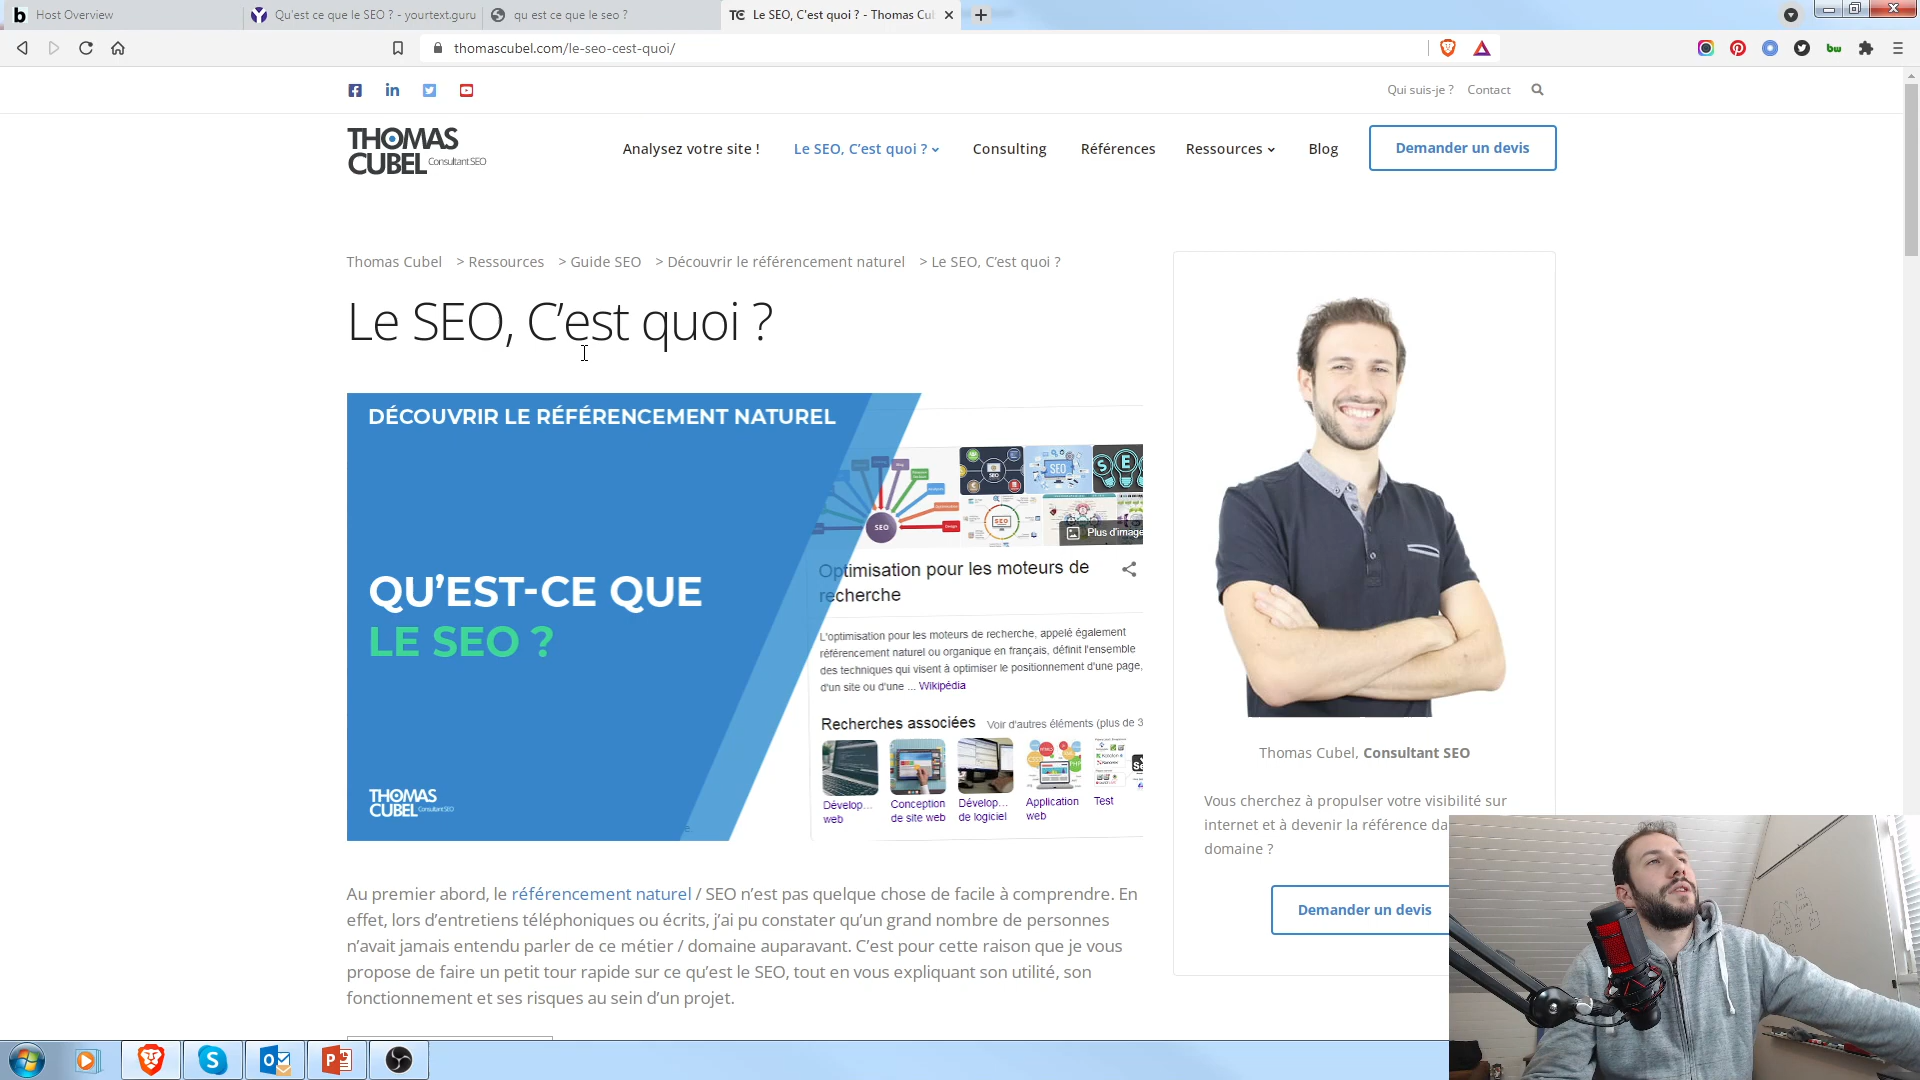 b Host Overview
Qu'est ce que le SEO ? - yourtext.guru
qu est ce que le seo ?
TC Le SEO, C'est quoi ? - Thomas Cu
thomascubel.com/le-seo-cest-quoi/
bw
Qui suis-je ?
Contact
THOMAS
CUBEL Consultant SEO
Analysez votre site !
Le SEO, C’est quoi ?
Consulting
Références
Ressources
Blog
Demander un devis
Thomas Cubel > Ressources > Guide SEO > Découvrir le référencement naturel > Le SEO, C’est quoi ?
Le SEO, C’est quoi ?
DÉCOUVRIR LE RÉFÉRENCEMENT NATUREL
QU’EST-CE QUE
LE SEO ?
THOMAS
CUBEL Consultant SEO
SEO
SEO
SEO
SEO
SE
Plus d'image
Optimisation pour les moteurs de
recherche
L'optimisation pour les moteurs de recherche, appelé également
référencement naturel ou organique en français, définit l'ensemble
des techniques qui visent à optimiser le positionnement d'une page,
d'un site ou d'une ... Wikipédia
Recherches associées
Voir d'autres éléments (plus de 3
Dévelop...
web
Conception
de site web
Dévelop...
de logiciel
Application
web
Test
Au premier abord, le référencement naturel / SEO n’est pas quelque chose de facile à comprendre. En
effet, lors d’entretiens téléphoniques ou écrits, j’ai pu constater qu’un grand nombre de personnes
n’avait jamais entendu parler de ce métier / domaine auparavant. C’est pour cette raison que je vous
propose de faire un petit tour rapide sur ce qu’est le SEO, tout en vous expliquant son utilité, son
fonctionnement et ses risques au sein d’un projet.
Thomas Cubel, Consultant SEO
Vous cherchez à propulser votre visibilité sur
internet et à devenir la référence da
domaine ?
Demander un devis